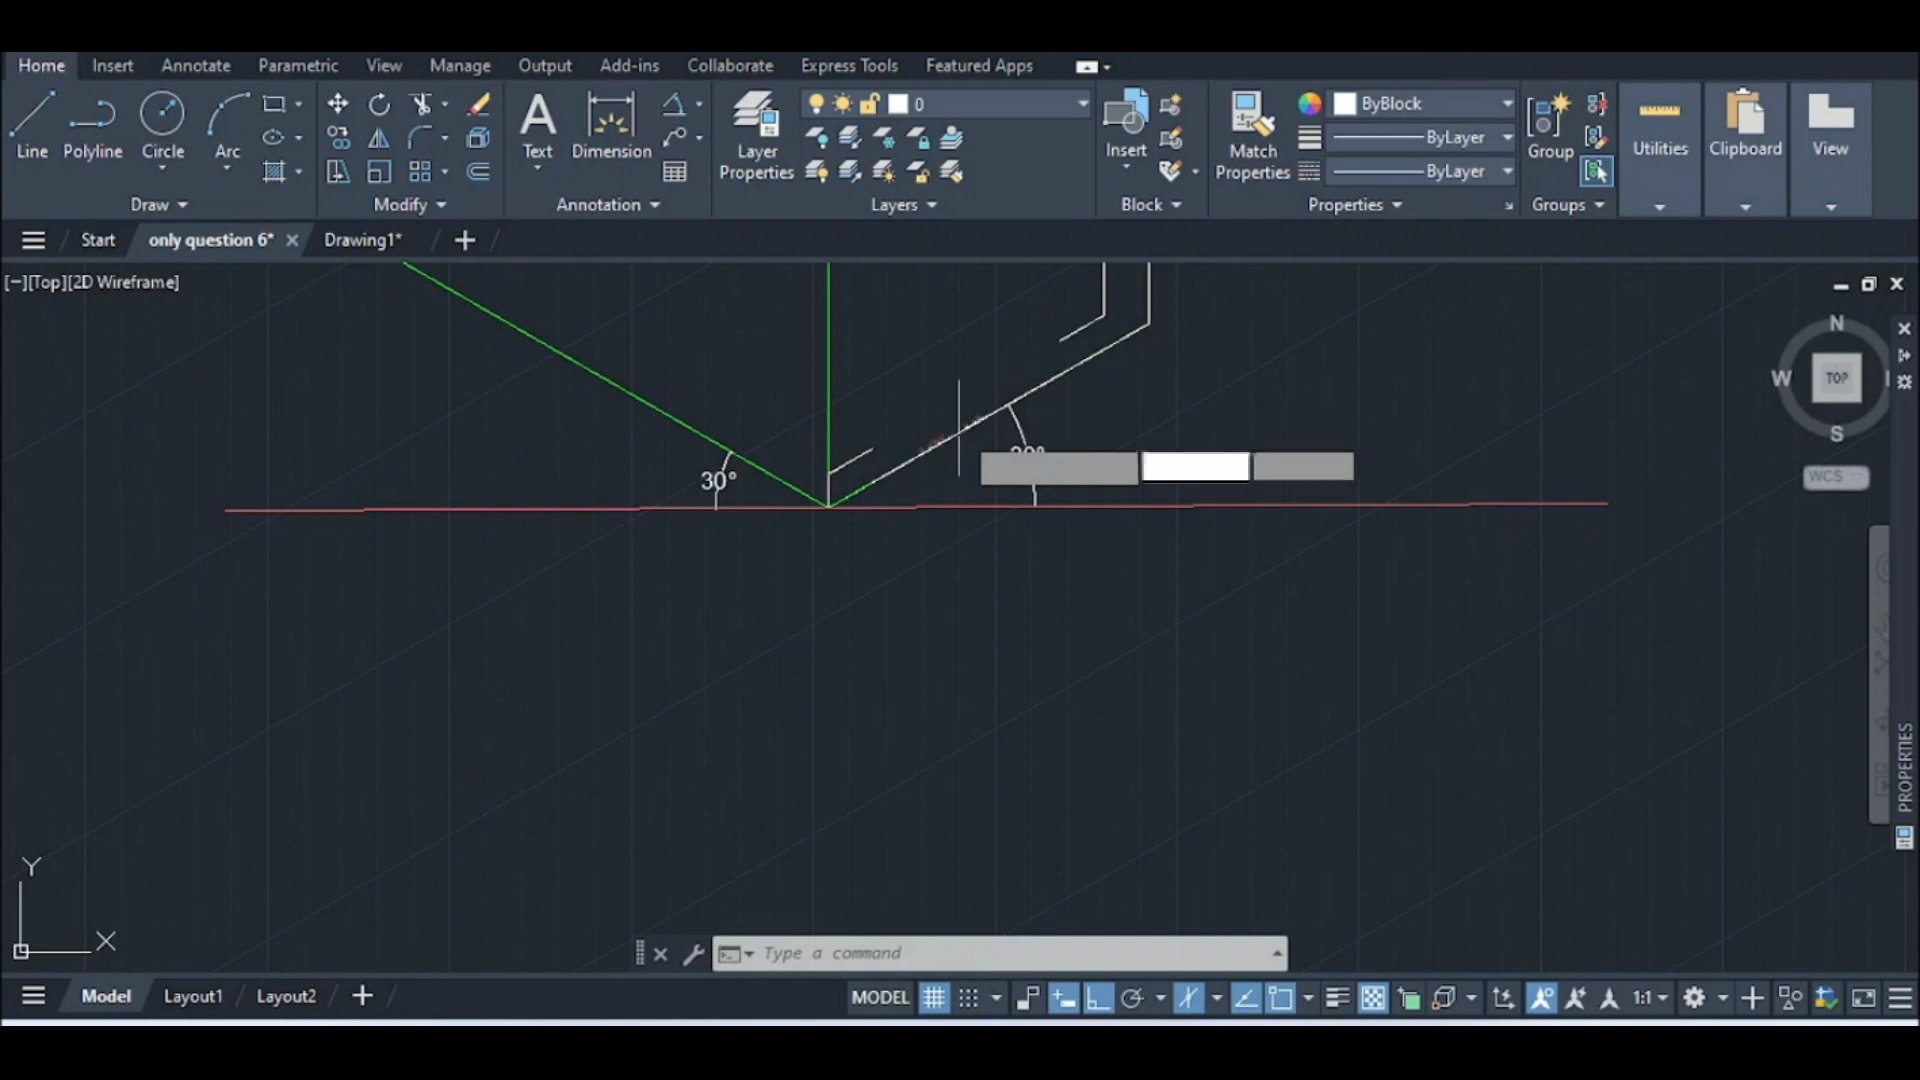 Home Insert Annotate Parametric View Manage Output Add-ins Collaborate Express Tools Featured Apps
0
ByBlock
ByLayer
ByLayer
Line Polyline Circle Arc
Text Dimension
Layer
Properties
Insert
Match
Properties
Group
Utilities Clipboard View
Draw Modify Annotation Layers Block Properties Groups
Start only question 6* Drawing1*
[−][Top][2D Wireframe]
N
W TOP
S
WCS
30°
PROPERTIES
Y
X
Type a command
Model Layout1 Layout2
MODEL 1:1